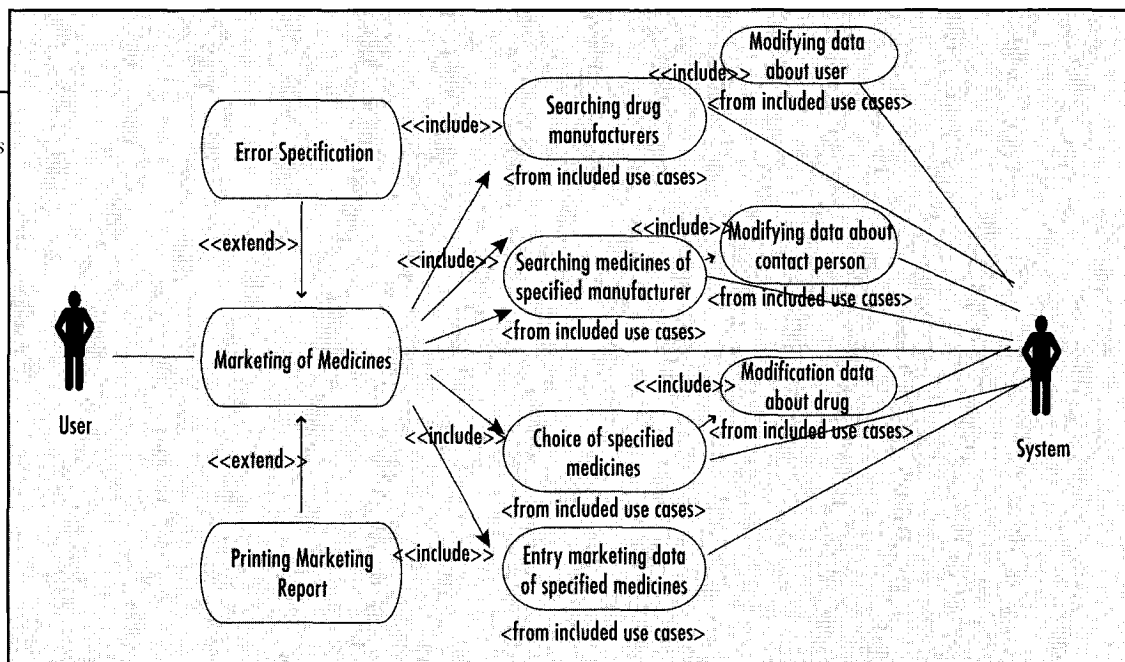 Modifying data
about user
<<include>>
<from included use cases>
s
Error Specification
<<include>>
Searching drug
manufacturers
<from included use cases>
<<extend>>
<<include>>
Modifying data about
contact person
<<include>>
Searching medicines of
specified manufacturer
<from included use cases>
<from included use cases>
Marketing of Medicines
Modification data
about drug
<<include>>
<from included use cases>
User
<<include>>
Choice of specified
medicines
System
<<extend>>
<from included use cases>
Printing Marketing
Report
<<include>>
Entry marketing data
of specified medicines
<from included use cases>